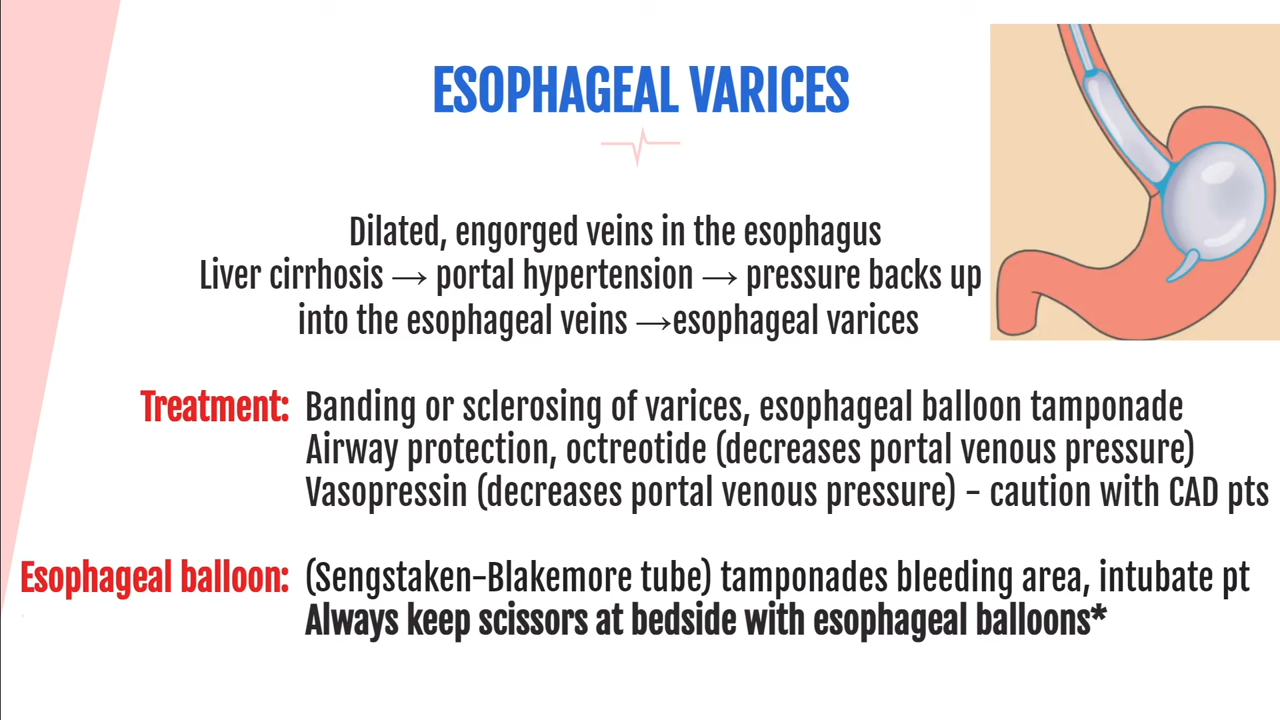 ESOPHAGEAL VARICES
Dilated, engorged veins in the esophagus
Liver cirrhosis → portal hypertension → pressure backs up
into the esophageal veins →esophageal varices
Treatment: Banding or sclerosing of varices, esophageal balloon tamponade
Airway protection, octreotide (decreases portal venous pressure)
Vasopressin (decreases portal venous pressure) - caution with CAD pts
Esophageal balloon: (Sengstaken-Blakemore tube) tamponades bleeding area, intubate pt
Always keep scissors at bedside with esophageal balloons*